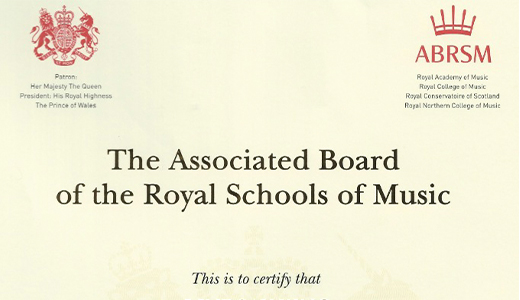 Patron:
Her Majesty The Queen
President: His Royal Highness
The Prince of Wales
ABRSM
Royal Academy of Music
Royal College of Music
Royal Conservatoire of Scotland
Royal Northern College of Music
The Associated Board
of the Royal Schools of Music
This is to certify that